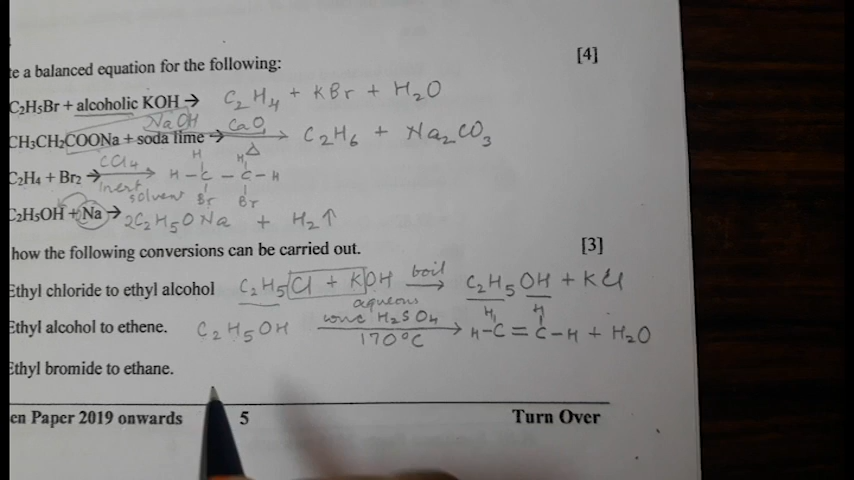 [4]
te a balanced equation for the following:
C2H5Br + alcoholic KOH → C2H4 + KBr + H2O
NaOH CaO
CH3CH2COONa + soda lime → C2H6 + Na2CO3
Δ
CCl4 H H
C2H4 + Br2 → H - C - C - H
inert solvent Br Br
C2H5OH + Na → 2C2H5ONa + H2↑
how the following conversions can be carried out. [3]
Ethyl chloride to ethyl alcohol C2H5Cl + KOH boil → C2H5OH + KCl
aqueous
Ethyl alcohol to ethene. C2H5OH conc H2SO4 → H-C = C-H + H2O
170°C H H
Ethyl bromide to ethane.
en Paper 2019 onwards 5 Turn Over